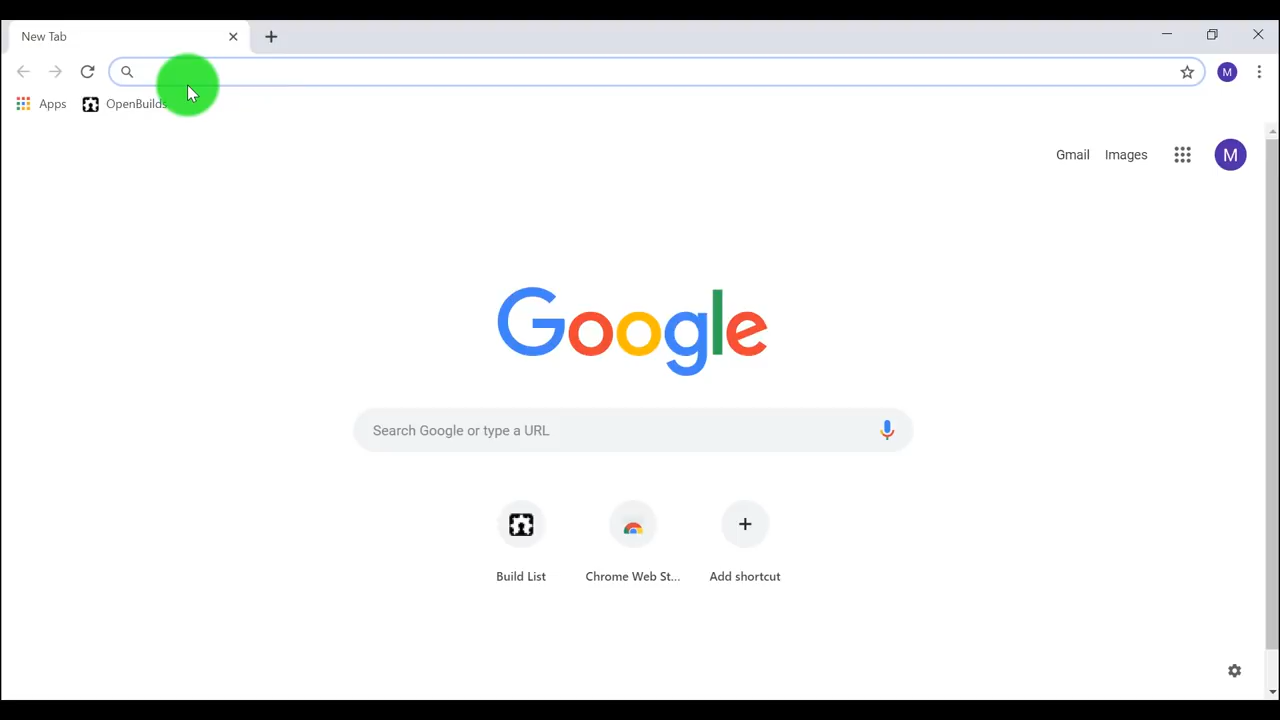 New Tab
M
Apps
OpenBuilds
Gmail
Images
M
Google
Search Google or type a URL
Build List
Chrome Web St...
Add shortcut